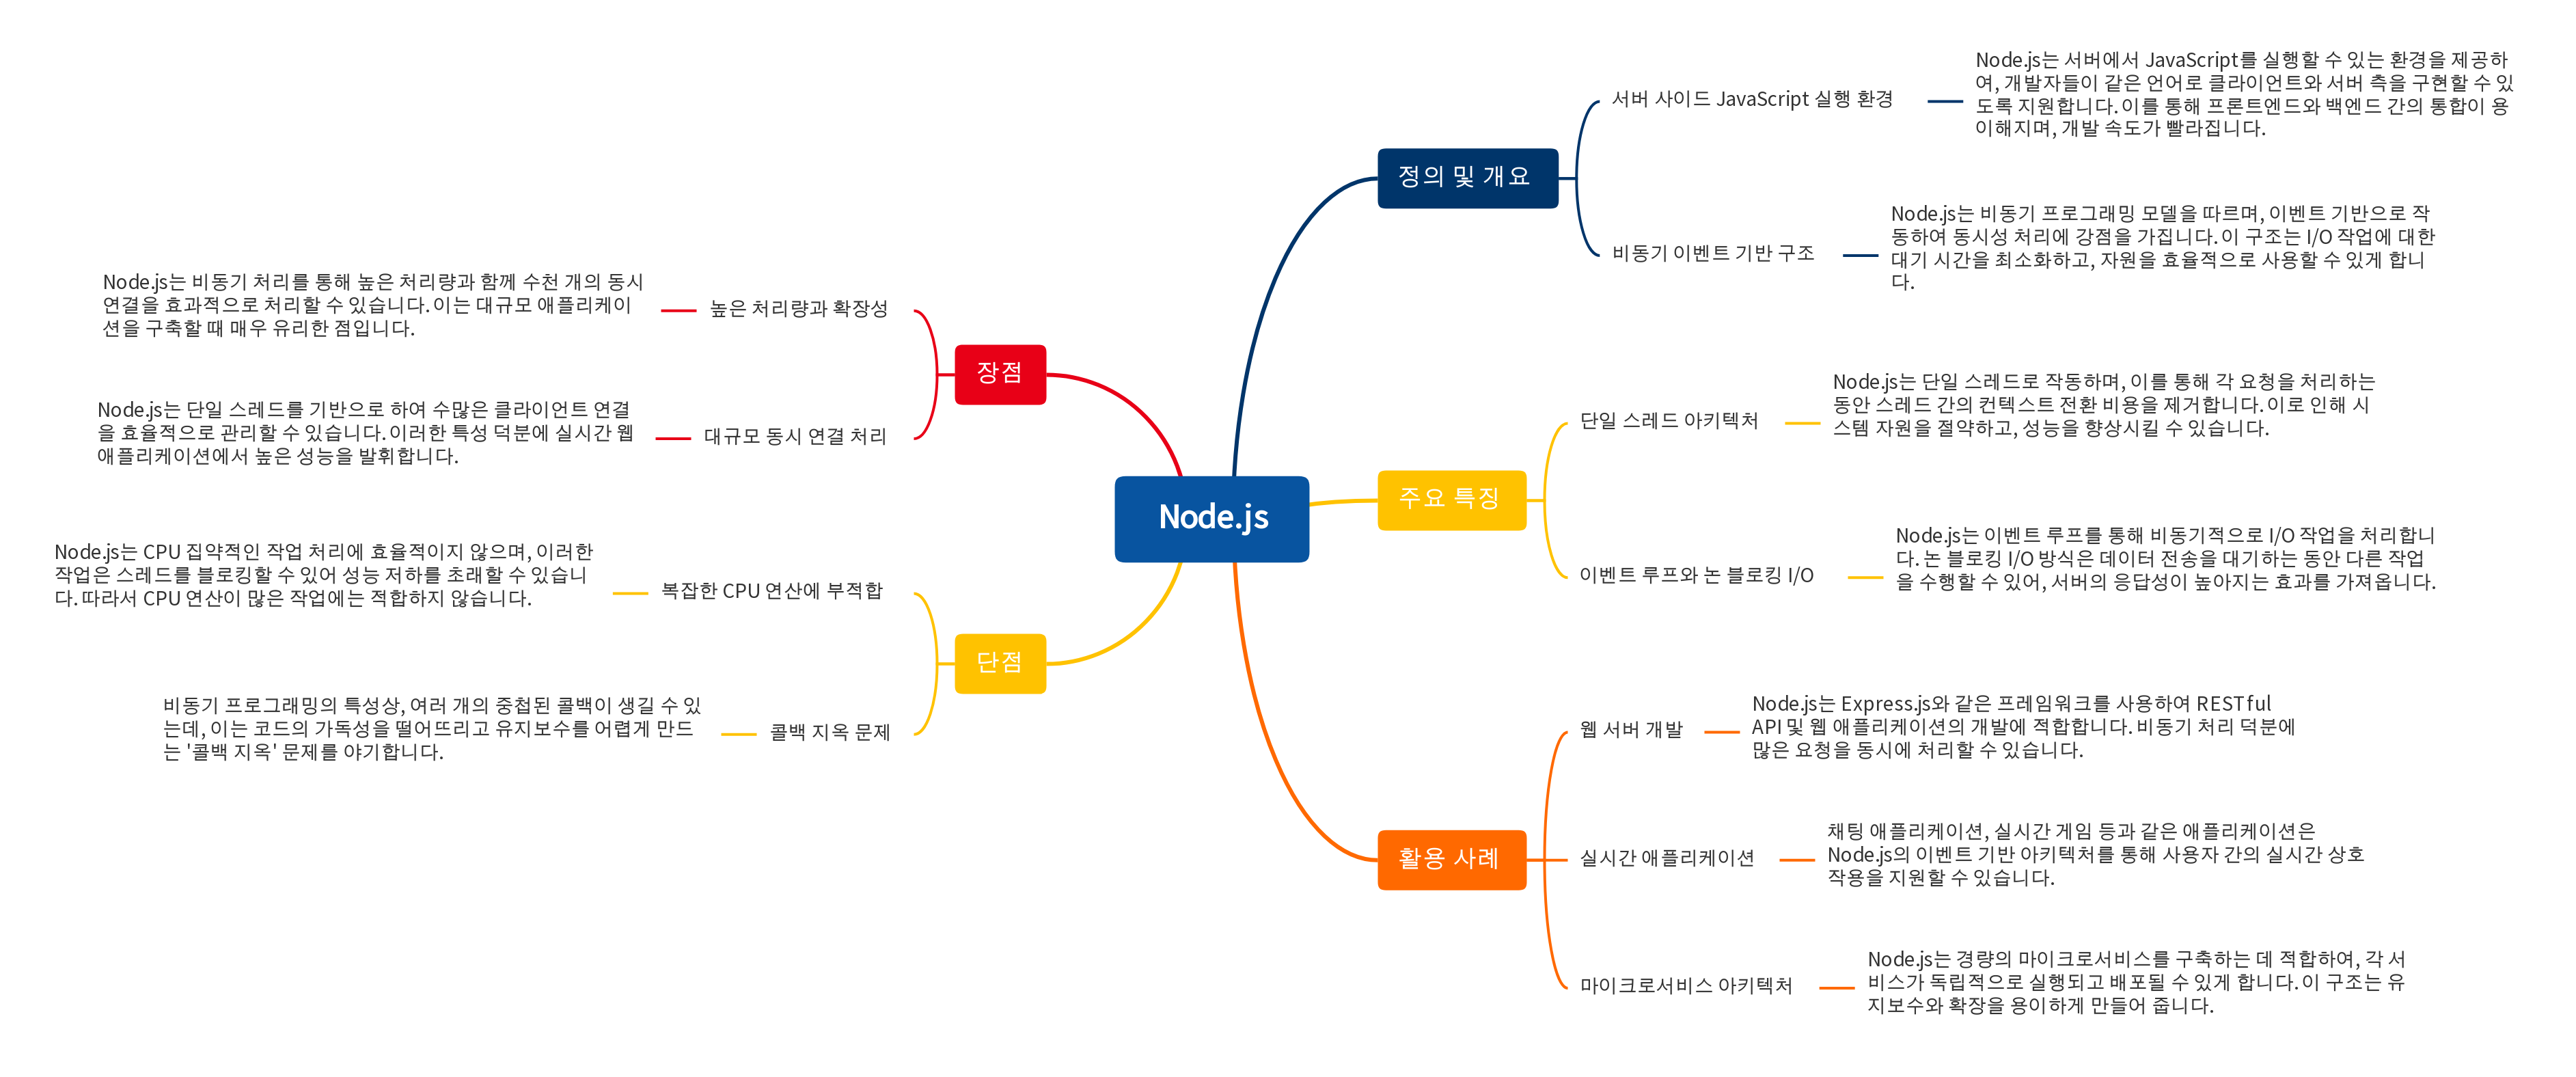 Node.js
정의 및 개요
서버 사이드 JavaScript 실행 환경
Node.js는 서버에서 JavaScript를 실행할 수 있는 환경을 제공하
여, 개발자들이 같은 언어로 클라이언트와 서버 측을 구현할 수 있
도록 지원합니다. 이를 통해 프론트엔드와 백엔드 간의 통합이 용
이해지며, 개발 속도가 빨라집니다.
비동기 이벤트 기반 구조
Node.js는 비동기 프로그래밍 모델을 따르며, 이벤트 기반으로 작
동하여 동시성 처리에 강점을 가집니다. 이 구조는 I/O 작업에 대한
대기 시간을 최소화하고, 자원을 효율적으로 사용할 수 있게 합니
다.
주요 특징
단일 스레드 아키텍처
Node.js는 단일 스레드로 작동하며, 이를 통해 각 요청을 처리하는
동안 스레드 간의 컨텍스트 전환 비용을 제거합니다. 이로 인해 시
스템 자원을 절약하고, 성능을 향상시킬 수 있습니다.
이벤트 루프와 논 블로킹 I/O
Node.js는 이벤트 루프를 통해 비동기적으로 I/O 작업을 처리합니
다. 논 블로킹 I/O 방식은 데이터 전송을 대기하는 동안 다른 작업
을 수행할 수 있어, 서버의 응답성이 높아지는 효과를 가져옵니다.
활용 사례
웹 서버 개발
Node.js는 Express.js와 같은 프레임워크를 사용하여 RESTful
API 및 웹 애플리케이션의 개발에 적합합니다. 비동기 처리 덕분에
많은 요청을 동시에 처리할 수 있습니다.
실시간 애플리케이션
채팅 애플리케이션, 실시간 게임 등과 같은 애플리케이션은
Node.js의 이벤트 기반 아키텍처를 통해 사용자 간의 실시간 상호
작용을 지원할 수 있습니다.
마이크로서비스 아키텍처
Node.js는 경량의 마이크로서비스를 구축하는 데 적합하여, 각 서
비스가 독립적으로 실행되고 배포될 수 있게 합니다. 이 구조는 유
지보수와 확장을 용이하게 만들어 줍니다.
장점
높은 처리량과 확장성
Node.js는 비동기 처리를 통해 높은 처리량과 함께 수천 개의 동시
연결을 효과적으로 처리할 수 있습니다. 이는 대규모 애플리케이
션을 구축할 때 매우 유리한 점입니다.
대규모 동시 연결 처리
Node.js는 단일 스레드를 기반으로 하여 수많은 클라이언트 연결
을 효율적으로 관리할 수 있습니다. 이러한 특성 덕분에 실시간 웹
애플리케이션에서 높은 성능을 발휘합니다.
단점
복잡한 CPU 연산에 부적합
Node.js는 CPU 집약적인 작업 처리에 효율적이지 않으며, 이러한
작업은 스레드를 블로킹할 수 있어 성능 저하를 초래할 수 있습니
다. 따라서 CPU 연산이 많은 작업에는 적합하지 않습니다.
콜백 지옥 문제
비동기 프로그래밍의 특성상, 여러 개의 중첩된 콜백이 생길 수 있
는데, 이는 코드의 가독성을 떨어뜨리고 유지보수를 어렵게 만드
는 '콜백 지옥' 문제를 야기합니다.